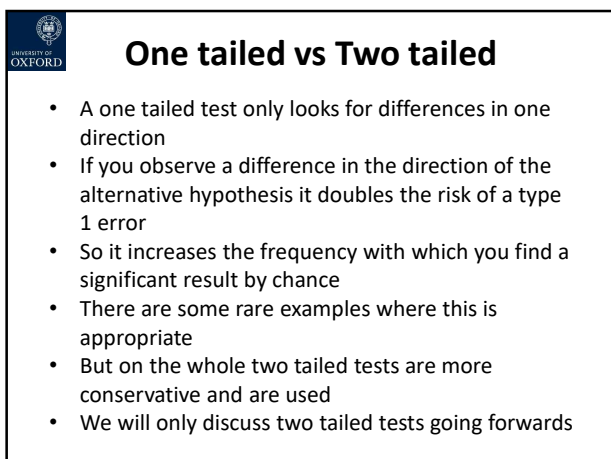 UNIVERSITY OF
OXFORD
One tailed vs Two tailed
• A one tailed test only looks for differences in one
direction
• If you observe a difference in the direction of the
alternative hypothesis it doubles the risk of a type
1 error
• So it increases the frequency with which you find a
significant result by chance
• There are some rare examples where this is
appropriate
• But on the whole two tailed tests are more
conservative and are used
• We will only discuss two tailed tests going forwards